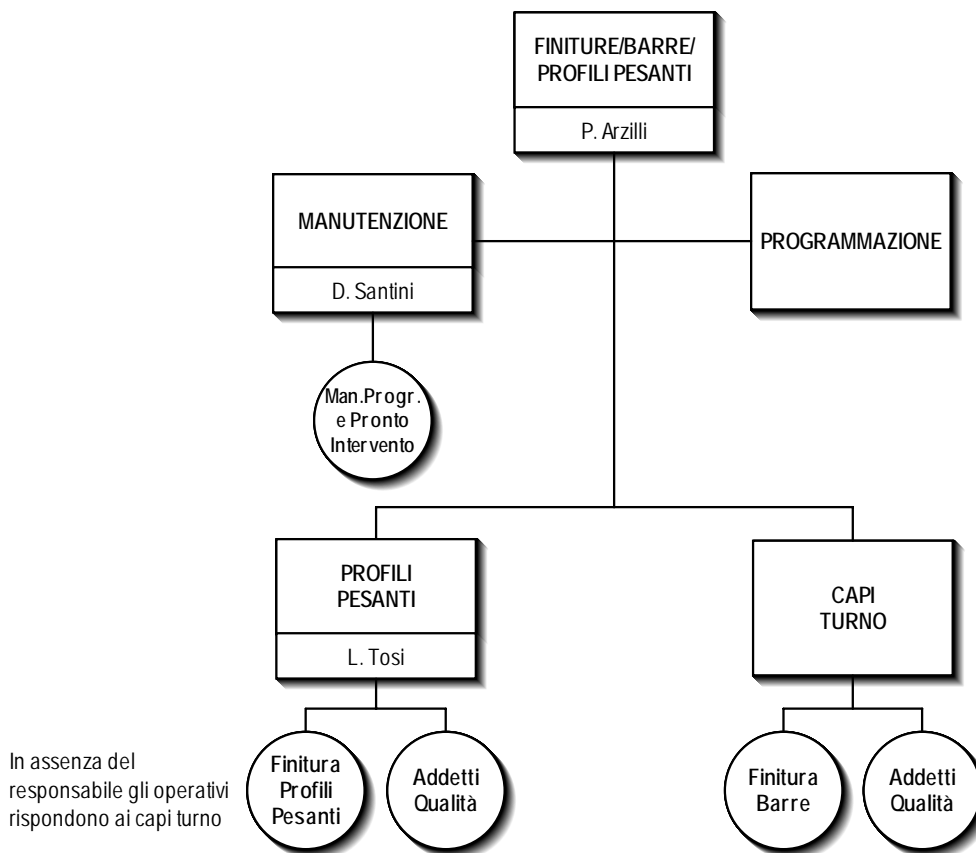 FINITURE/BARRE/
PROFILI PESANTI
P. Arzilli
MANUTENZIONE
D. Santini
PROGRAMMAZIONE
Man.Progr.
e Pronto
Intervento
PROFILI
PESANTI
L. Tosi
CAPI
TURNO
In assenza del
responsabile gli operativi
rispondono ai capi turno
Finitura
Profili
Pesanti
Addetti
Qualità
Finitura
Barre
Addetti
Qualità